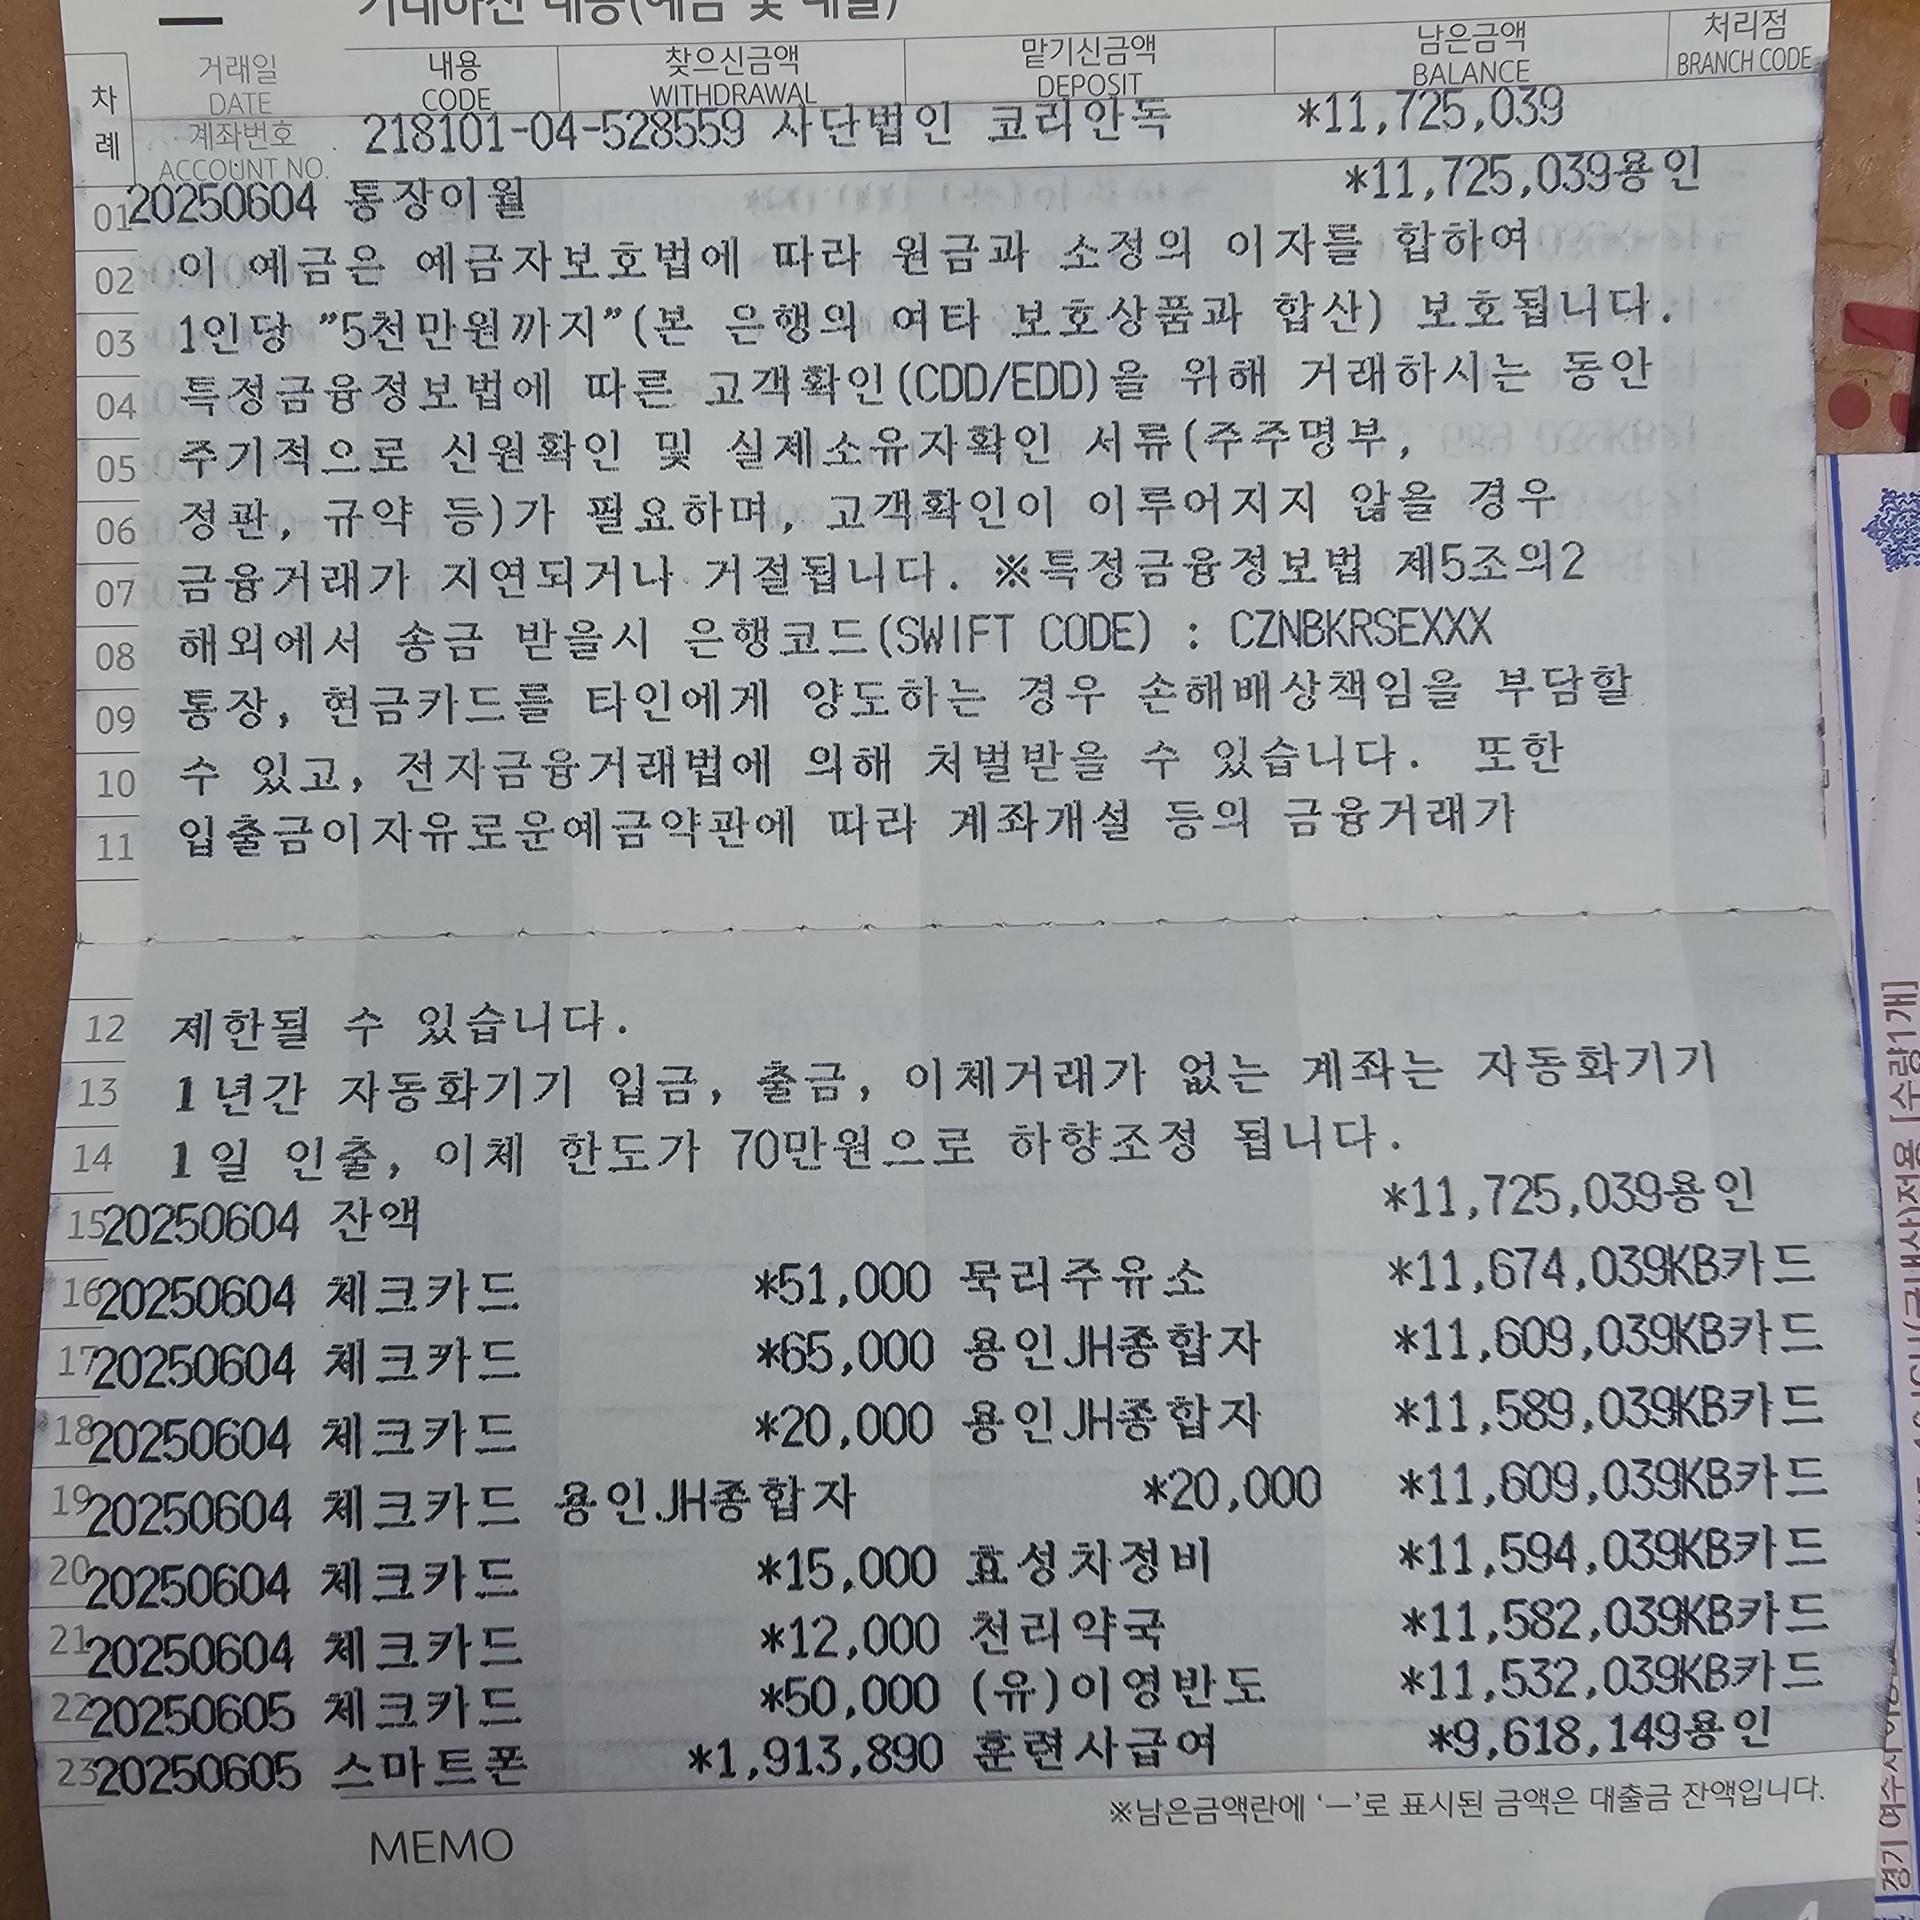 거래하신 내용(예금 및 대출)
차례
거래일 DATE 내용 CODE 찾으신금액 WITHDRAWAL 맡기신금액 DEPOSIT 남은금액 BALANCE 처리점 BRANCH CODE
계좌번호 ACCOUNT NO. 218101-04-528559 사단법인 코리안독 *11,725,039
01 20250604 통장이월 *11,725,039용인
02 이 예금은 예금자보호법에 따라 원금과 소정의 이자를 합하여
03 1인당 "5천만원까지"(본 은행의 여타 보호상품과 합산) 보호됩니다.
04 특정금융정보법에 따른 고객확인(CDD/EDD)을 위해 거래하시는 동안
05 주기적으로 신원확인 및 실제소유자확인 서류(주주명부,
06 정관, 규약 등)가 필요하며, 고객확인이 이루어지지 않을 경우
07 금융거래가 지연되거나 거절됩니다. ※특정금융정보법 제5조의2
08 해외에서 송금 받을시 은행코드(SWIFT CODE) : CZNBKRSEXXX
09 통장, 현금카드를 타인에게 양도하는 경우 손해배상책임을 부담할
10 수 있고, 전자금융거래법에 의해 처벌받을 수 있습니다. 또한
11 입출금이자유로운예금약관에 따라 계좌개설 등의 금융거래가
12 제한될 수 있습니다.
13 1년간 자동화기기 입금, 출금, 이체거래가 없는 계좌는 자동화기기
14 1일 인출, 이체 한도가 70만원으로 하향조정 됩니다.
15 20250604 잔액 *11,725,039용인
16 20250604 체크카드 *51,000 묵리주유소 *11,674,039KB카드
17 20250604 체크카드 *65,000 용인JH종합자 *11,609,039KB카드
18 20250604 체크카드 *20,000 용인JH종합자 *11,589,039KB카드
19 20250604 체크카드 용인JH종합자 *20,000 *11,609,039KB카드
20 20250604 체크카드 *15,000 효성차정비 *11,594,039KB카드
21 20250604 체크카드 *12,000 천리약국 *11,582,039KB카드
22 20250605 체크카드 *50,000 (유)이영반도 *11,532,039KB카드
23 20250605 스마트폰 *1,913,890 훈련사급여 *9,618,149용인
※남은금액란에 '—'로 표시된 금액은 대출금 잔액입니다.
MEMO
[수량1개]
경기 여수시